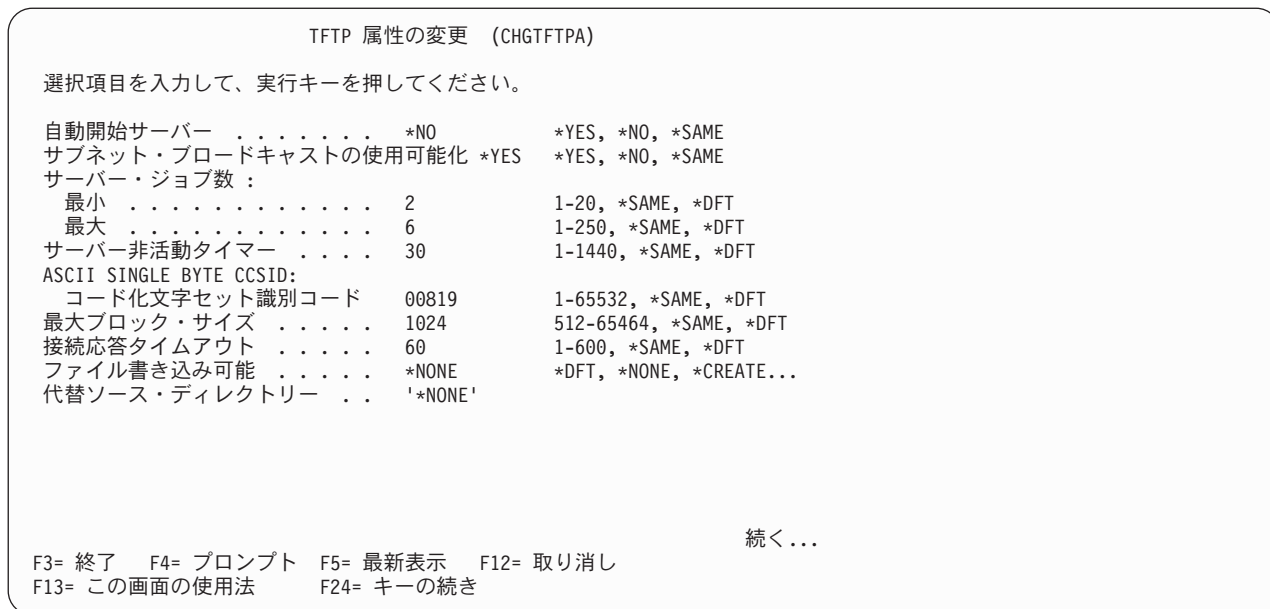 TFTP 属性の変更 (CHGTFTPA)
選択項目を入力して、実行キーを押してください。
自動開始サーバー . . . . . . . *NO *YES, *NO, *SAME
サブネット・ブロードキャストの使用可能化 *YES *YES, *NO, *SAME
サーバー・ジョブ数 :
最小 . . . . . . . . . . . . 2 1-20, *SAME, *DFT
最大 . . . . . . . . . . . . 6 1-250, *SAME, *DFT
サーバー非活動タイマー . . . . 30 1-1440, *SAME, *DFT
ASCII SINGLE BYTE CCSID:
コード化文字セット識別コード 00819 1-65532, *SAME, *DFT
最大ブロック・サイズ . . . . . 1024 512-65464, *SAME, *DFT
接続応答タイムアウト . . . . . 60 1-600, *SAME, *DFT
ファイル書き込み可能 . . . . . *NONE *DFT, *NONE, *CREATE...
代替ソース・ディレクトリー . . '*NONE'
続く...
F3= 終了 F4= プロンプト F5= 最新表示 F12= 取り消し
F13= この画面の使用法 F24= キーの続き